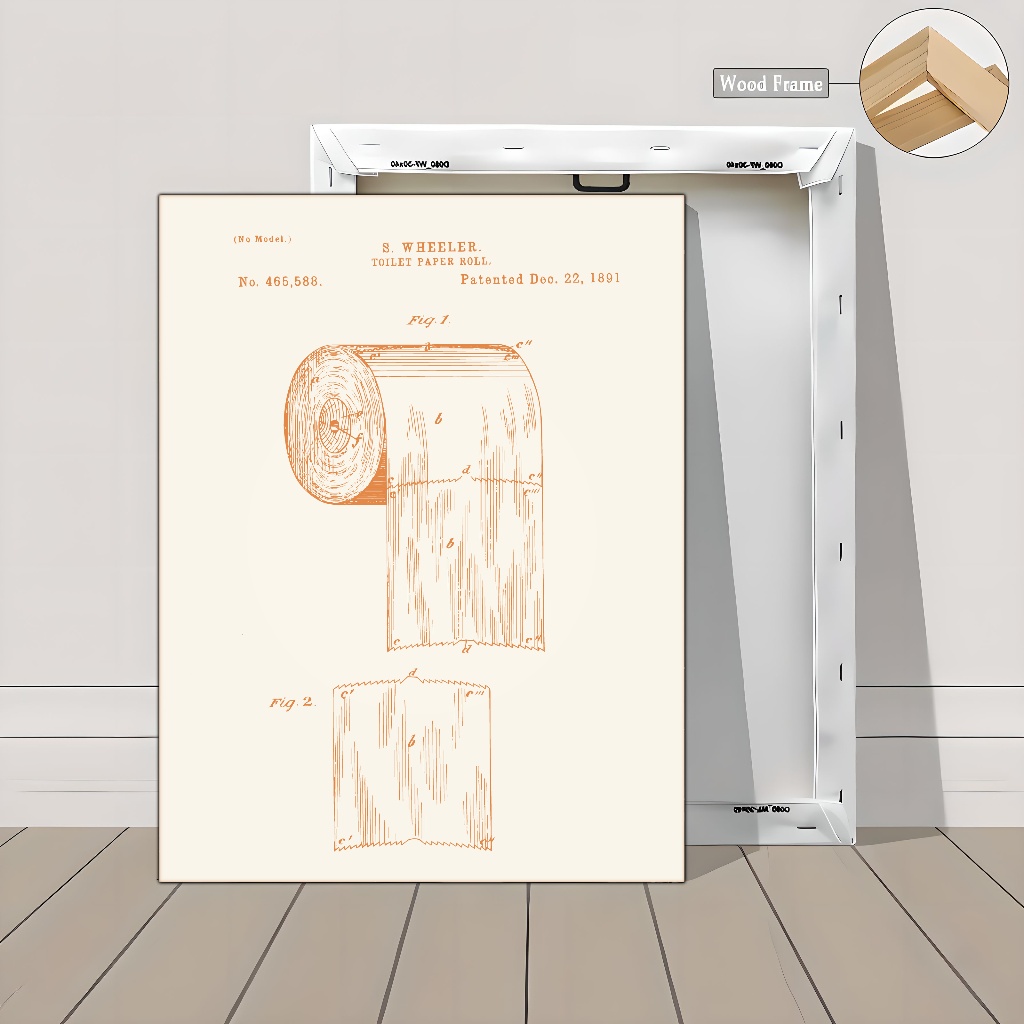 Wood Frame
(No Model.)
S. WHEELER.
TOILET PAPER ROLL.
No. 465,588.
Patented Dec. 22, 1891
Fig. 1.
b
c'
c"
c'''
a
e
f
b
d
c"
c
c
c'''
b
c
c"
d
d
Fig. 2.
c'
c'''
b
c'
c"